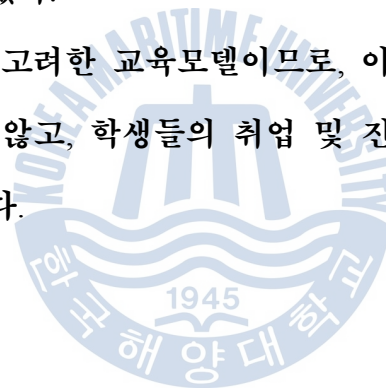 고려한 교육모델이므로, 이
않고, 학생들의 취업 및 진
다.
KOREA MARITIME UNIVERSITY
1945
한국해양대학교